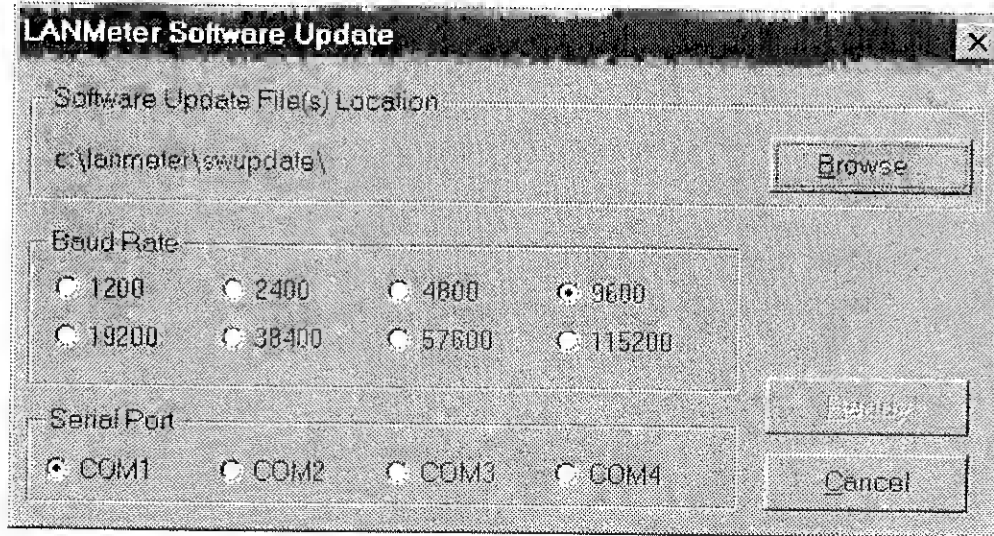 LANMeter Software Update
Software Update File(s) Location
c:\lanmeter\swupdate\
Browse...
Baud Rate
1200 2400 4800 9600
19200 38400 57600 115200
Serial Port
COM1 COM2 COM3 COM4
Cancel